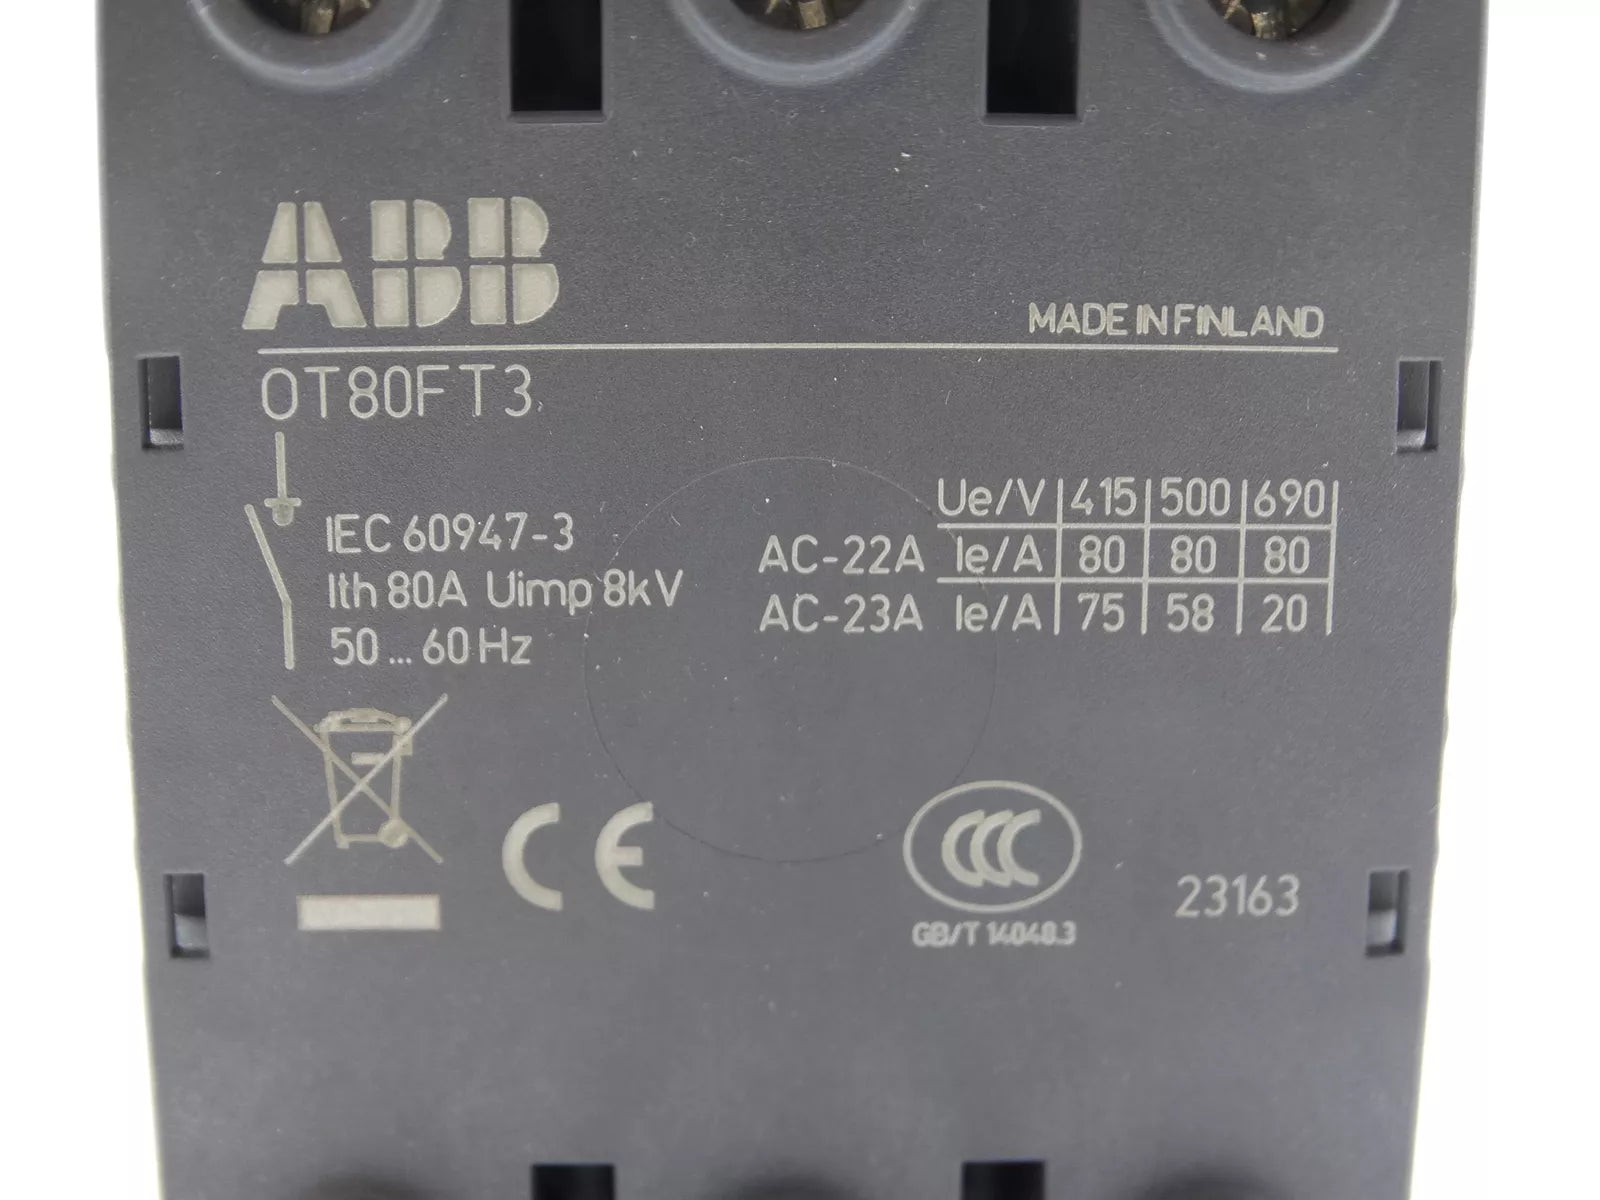 ABB
MADE IN FINLAND
OT80FT3
IEC 60947-3
Ith 80A Uimp 8kV
50 ... 60 Hz
Ue/V 415 500 690
AC-22A Ie/A 80 80 80
AC-23A Ie/A 75 58 20
CE
CCC
GB/T 14048.3
23163